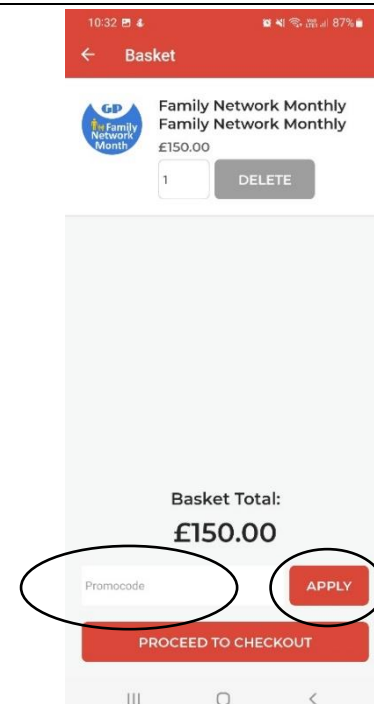 10:32 87%
Basket
GP
Family
Network
Month
Family Network Monthly
Family Network Monthly
£150.00
1 DELETE
Basket Total:
£150.00
Promocode APPLY
PROCEED TO CHECKOUT